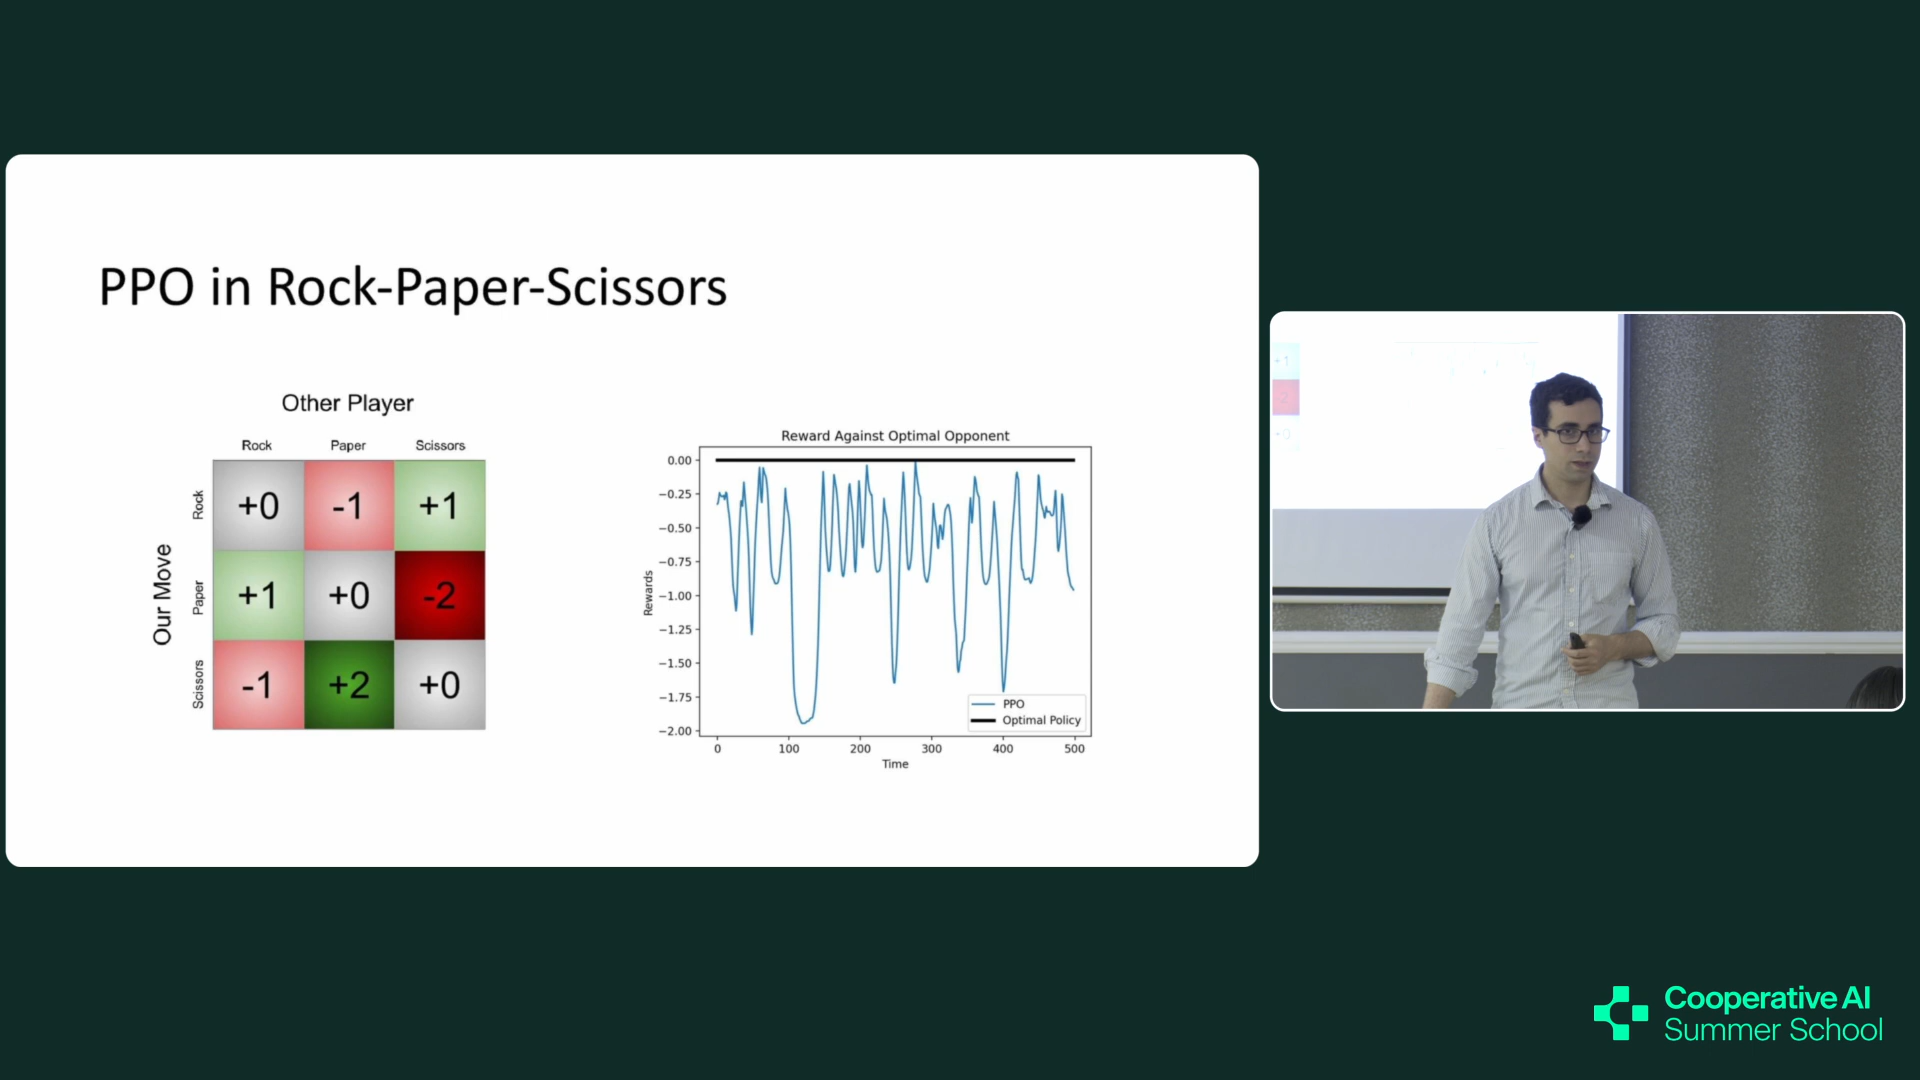 PPO in Rock-Paper-Scissors
Other Player
Rock Paper Scissors
Our Move
Rock
+0 -1 +1
Paper
+1 +0 -2
Scissors
-1 +2 +0
Reward Against Optimal Opponent
Rewards
0.00
−0.25
−0.50
−0.75
−1.00
−1.25
−1.50
−1.75
−2.00
PPO
Optimal Policy
0 100 200 300 400 500
Time
+1
+0
Cooperative AI
Summer School